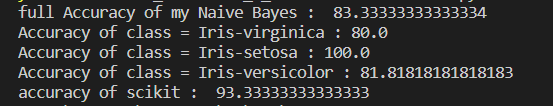 full Accuracy of my Naive Bayes :  83.33333333333334
Accuracy of class = Iris-virginica : 80.0
Accuracy of class = Iris-setosa : 100.0
Accuracy of class = Iris-versicolor : 81.81818181818183
accuracy of scikit :  93.33333333333333